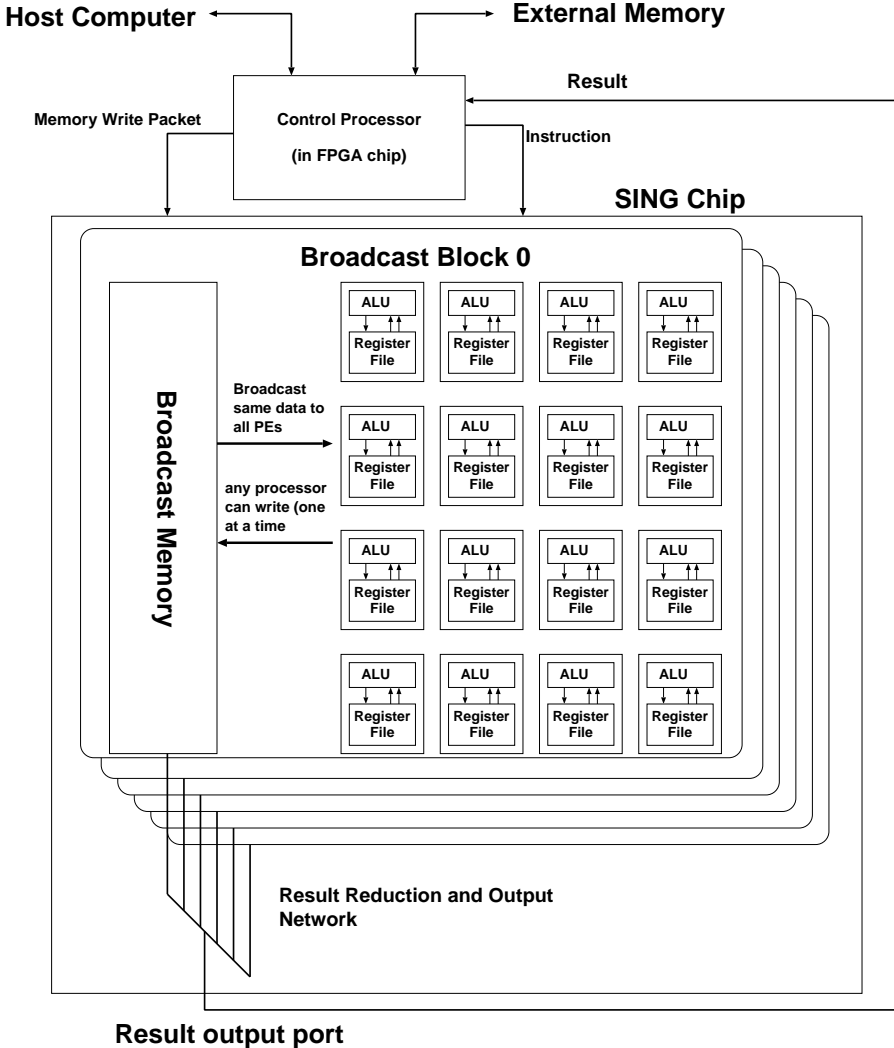 Host Computer
External Memory
Result
Memory Write Packet
Control Processor
(in FPGA chip)
Instruction
SING Chip
Broadcast Block 0
Broadcast Memory
Broadcast
same data to
all PEs
any processor
can write (one
at a time
ALU
Register
File
ALU
Register
File
ALU
Register
File
ALU
Register
File
ALU
Register
File
ALU
Register
File
ALU
Register
File
ALU
Register
File
ALU
Register
File
ALU
Register
File
ALU
Register
File
ALU
Register
File
ALU
Register
File
ALU
Register
File
ALU
Register
File
ALU
Register
File
Result Reduction and Output
Network
Result output port